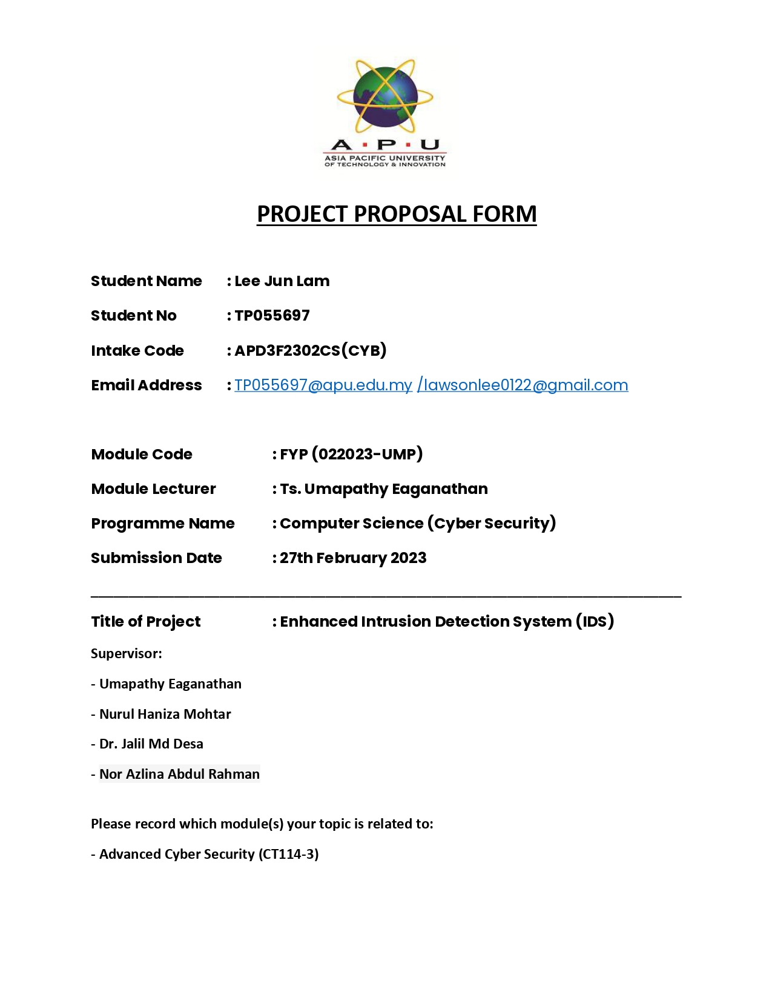 A·P·U
ASIA PACIFIC UNIVERSITY
OF TECHNOLOGY & INNOVATION
PROJECT PROPOSAL FORM
Student Name : Lee Jun Lam
Student No : TP055697
Intake Code : APD3F2302CS(CYB)
Email Address : TP055697@apu.edu.my /lawsonlee0122@gmail.com
Module Code : FYP (022023-UMP)
Module Lecturer : Ts. Umapathy Eaganathan
Programme Name : Computer Science (Cyber Security)
Submission Date : 27th February 2023
Title of Project : Enhanced Intrusion Detection System (IDS)
Supervisor:
- Umapathy Eaganathan
- Nurul Haniza Mohtar
- Dr. Jalil Md Desa
- Nor Azlina Abdul Rahman
Please record which module(s) your topic is related to:
- Advanced Cyber Security (CT114-3)